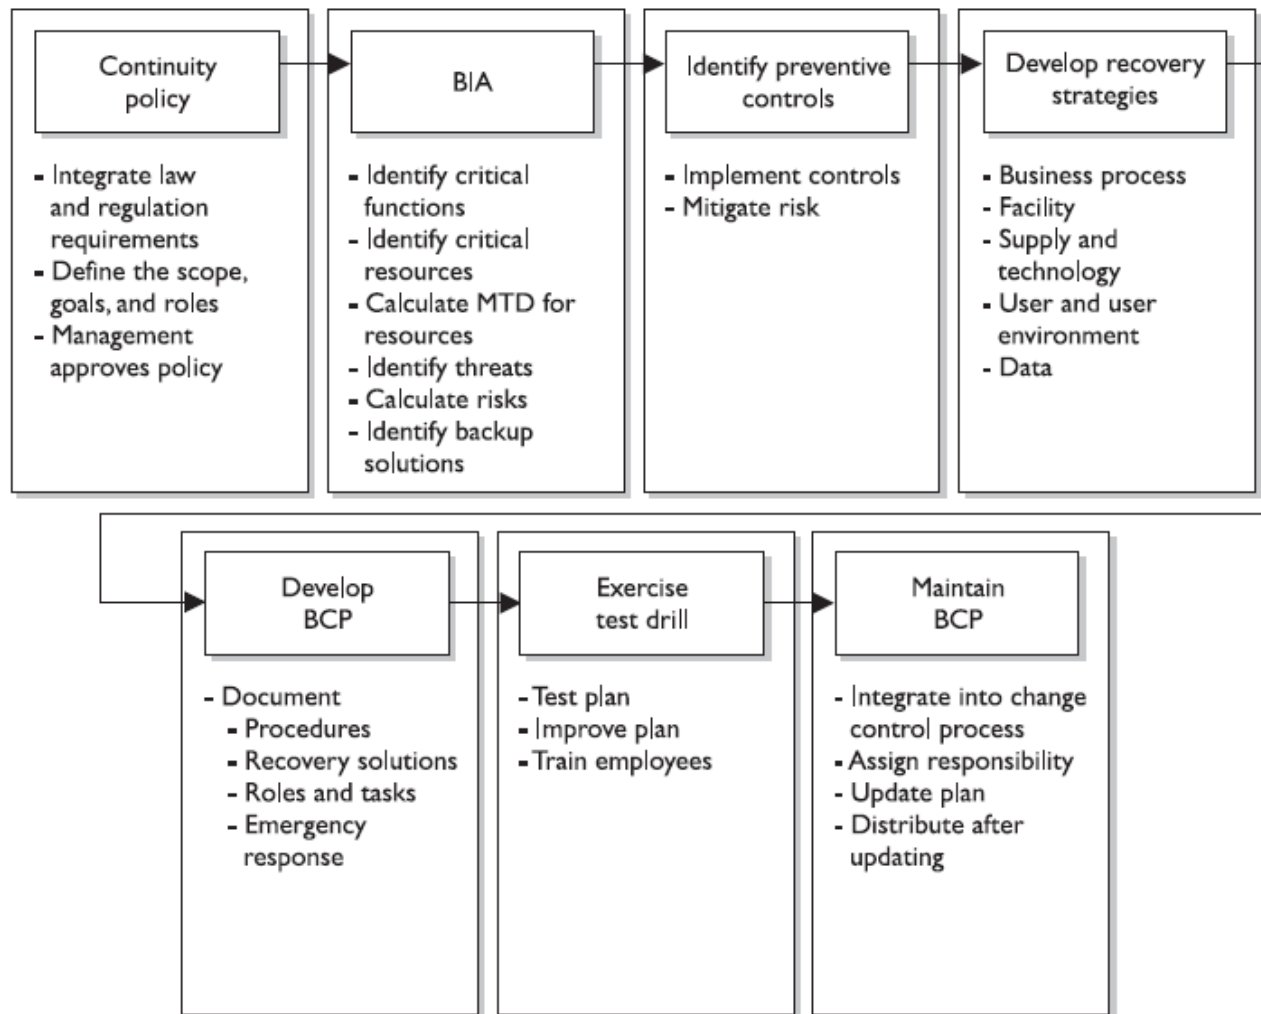 Continuity
policy
- Integrate law
and regulation
requirements
- Define the scope,
goals, and roles
- Management
approves policy
BIA
- Identify critical
functions
- Identify critical
resources
- Calculate MTD for
resources
- Identify threats
- Calculate risks
- Identify backup
solutions
Identify preventive
controls
- Implement controls
- Mitigate risk
Develop recovery
strategies
- Business process
- Facility
- Supply and
technology
- User and user
environment
- Data
Develop
BCP
- Document
- Procedures
- Recovery solutions
- Roles and tasks
- Emergency
response
Exercise
test drill
- Test plan
- Improve plan
- Train employees
Maintain
BCP
- Integrate into change
control process
- Assign responsibility
- Update plan
- Distribute after
updating